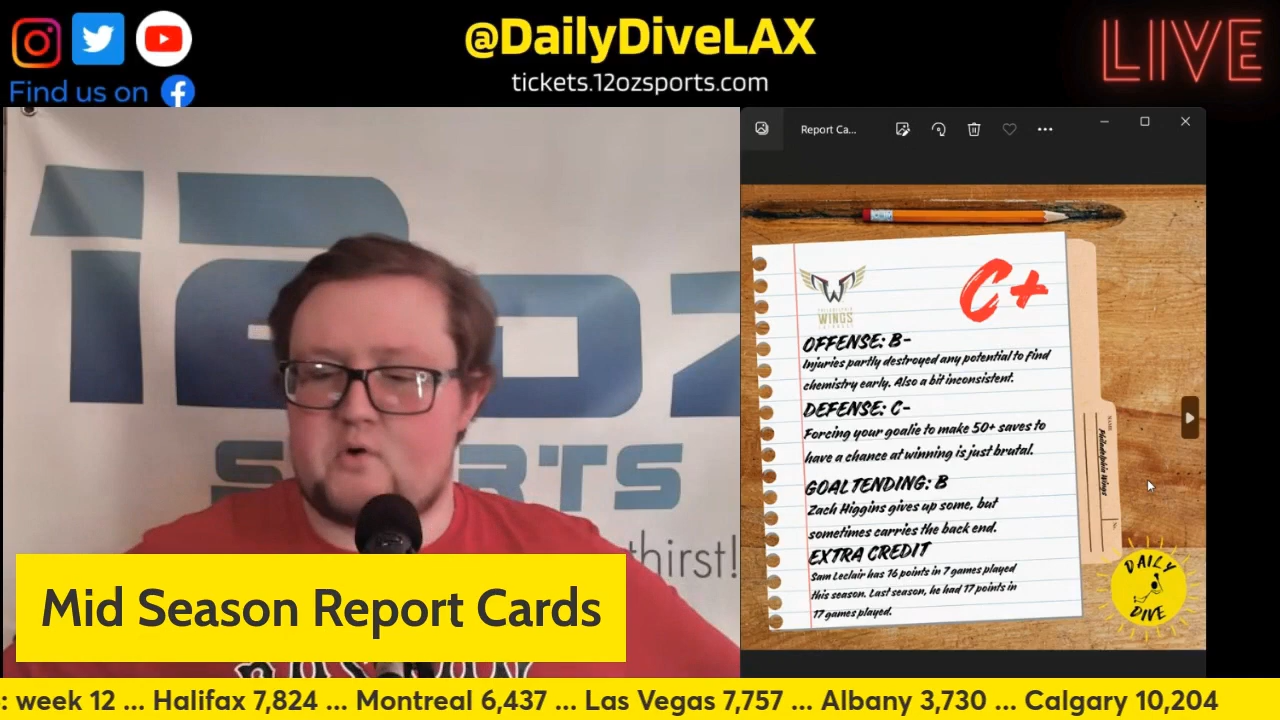 @DailyDiveLAX
tickets.12ozsports.com
LIVE
Find us on
Report Ca...
12oz
SPORTS
thirst!
PHILADELPHIA
WINGS
LACROSSE
C+
OFFENSE: B-
Injuries partly destroyed any potential to find
chemistry early. Also a bit inconsistent.
DEFENSE: C-
Forcing your goalie to make 50+ saves to
have a chance at winning is just brutal.
GOALTENDING: B
Zach Higgins gives up some, but
sometimes carries the back end.
EXTRA CREDIT
Sam Leclair has 16 points in 7 games played
this season. Last season, he had 17 points in
17 games played.
Philadelphia Wings
DAILY
DIVE
Mid Season Report Cards
: week 12 ... Halifax 7,824 ... Montreal 6,437 ... Las Vegas 7,757 ... Albany 3,730 ... Calgary 10,204